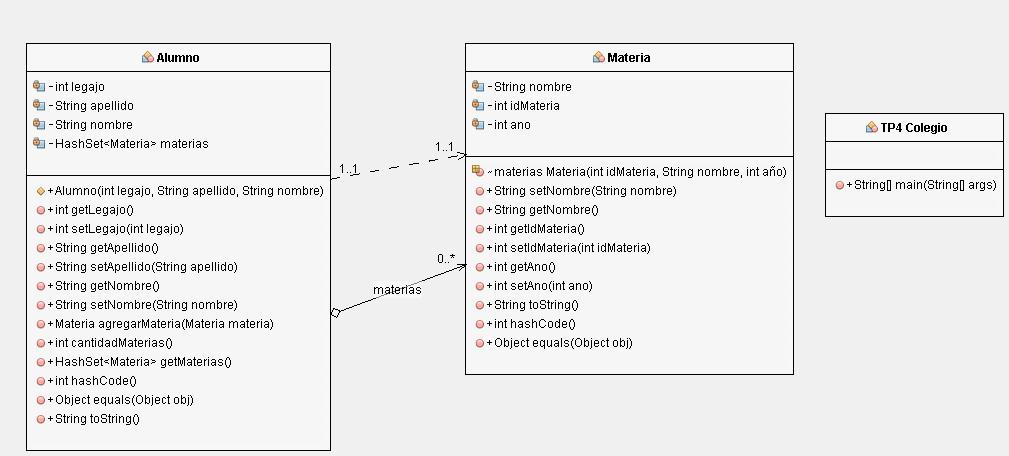 Alumno
- int legajo
- String apellido
- String nombre
- HashSet<Materia> materias
+ Alumno(int legajo, String apellido, String nombre)
+ int getLegajo()
+ int setLegajo(int legajo)
+ String getApellido()
+ String setApellido(String apellido)
+ String getNombre()
+ String setNombre(String nombre)
+ Materia agregarMateria(Materia materia)
+ int cantidadMaterias()
+ HashSet<Materia> getMaterias()
+ int hashCode()
+ Object equals(Object obj)
+ String toString()
1..1
1..1
0..*
materias
Materia
- String nombre
- int idMateria
- int ano
~ materias Materia(int idMateria, String nombre, int año)
+ String setNombre(String nombre)
+ String getNombre()
+ int getIdMateria()
+ int setIdMateria(int idMateria)
+ int getAno()
+ int setAno(int ano)
+ String toString()
+ int hashCode()
+ Object equals(Object obj)
TP4 Colegio
+ String[] main(String[] args)